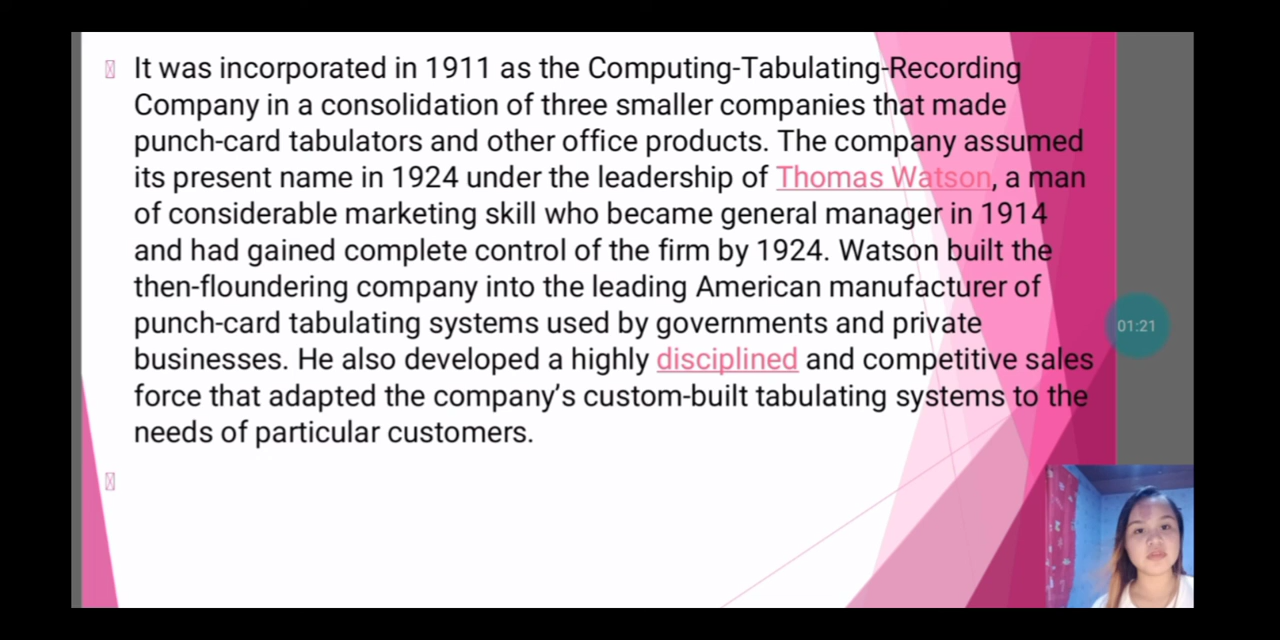 It was incorporated in 1911 as the Computing-Tabulating-Recording
Company in a consolidation of three smaller companies that made
punch-card tabulators and other office products. The company assumed
its present name in 1924 under the leadership of Thomas Watson, a man
of considerable marketing skill who became general manager in 1914
and had gained complete control of the firm by 1924. Watson built the
then-floundering company into the leading American manufacturer of
punch-card tabulating systems used by governments and private
businesses. He also developed a highly disciplined and competitive sales
force that adapted the company’s custom-built tabulating systems to the
needs of particular customers.
01:21